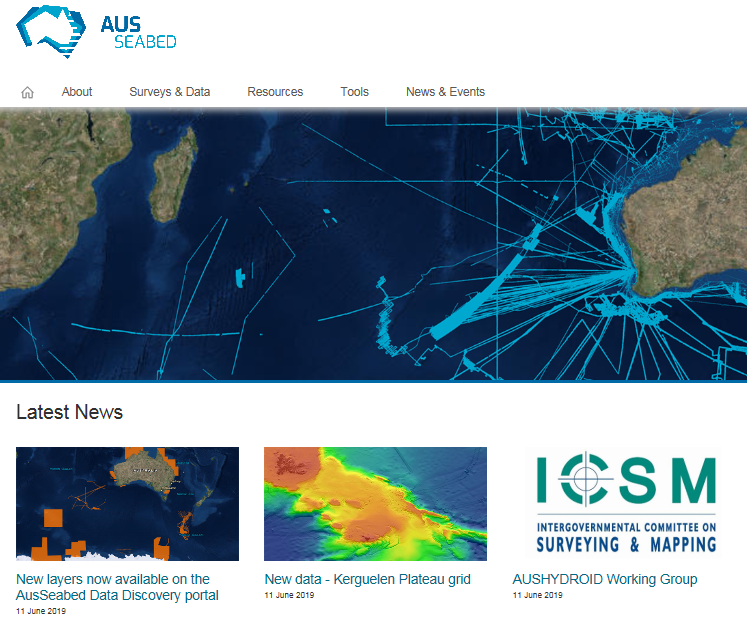 AUS
SEABED
About Surveys & Data Resources Tools News & Events
Latest News
ICSM
INTERGOVERNMENTAL COMMITTEE ON
SURVEYING & MAPPING
New layers now available on the
AusSeabed Data Discovery portal
11 June 2019
New data - Kerguelen Plateau grid
11 June 2019
AUSHYDROID Working Group
11 June 2019